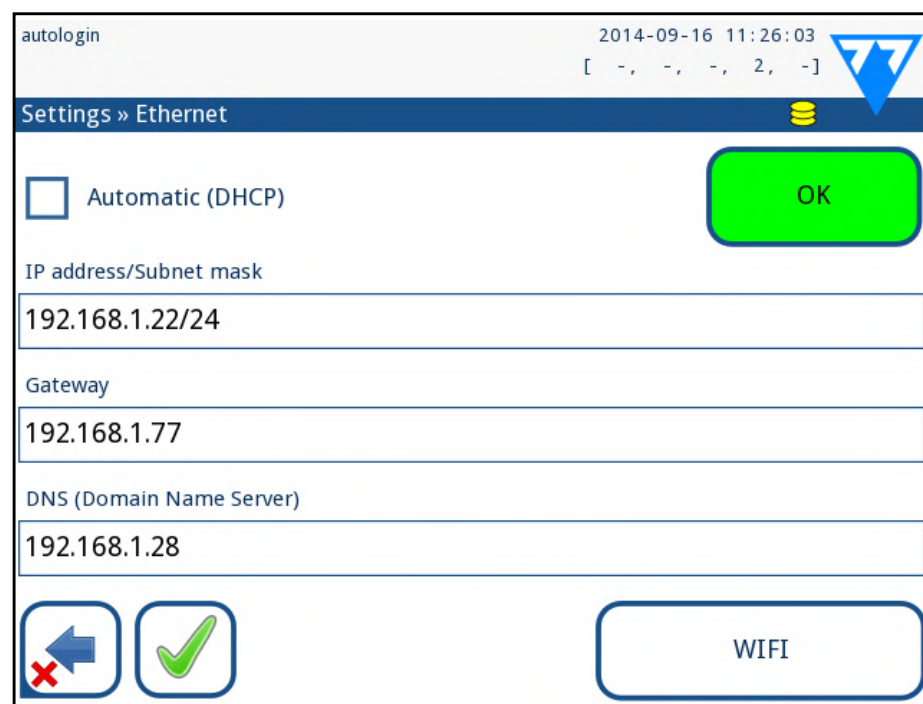 autologin
2014-09-16 11:26:03
[ -, -, -, 2, -]
Settings » Ethernet
Automatic (DHCP)
OK
IP address/Subnet mask
192.168.1.22/24
Gateway
192.168.1.77
DNS (Domain Name Server)
192.168.1.28
WIFI